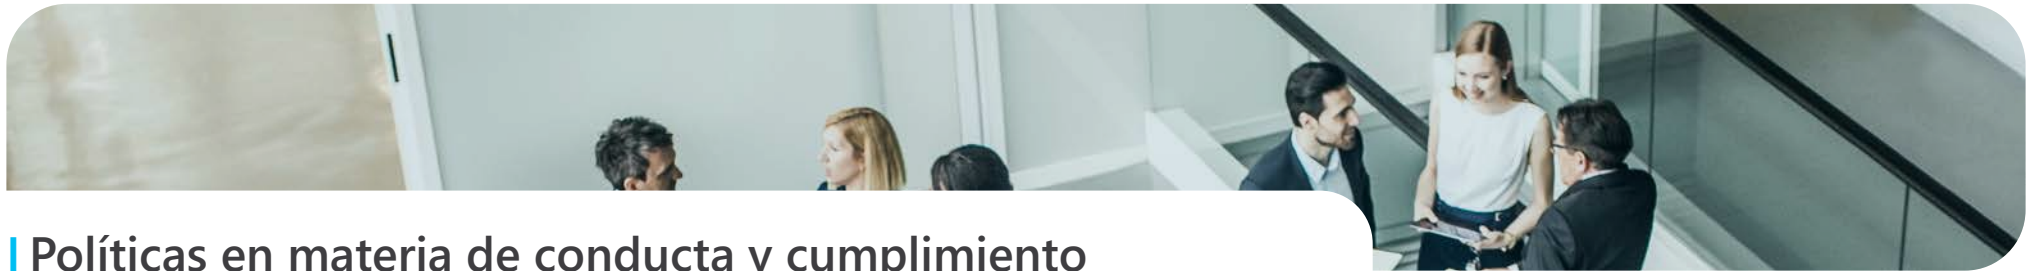 Políticas en materia de conducta y cumplimiento